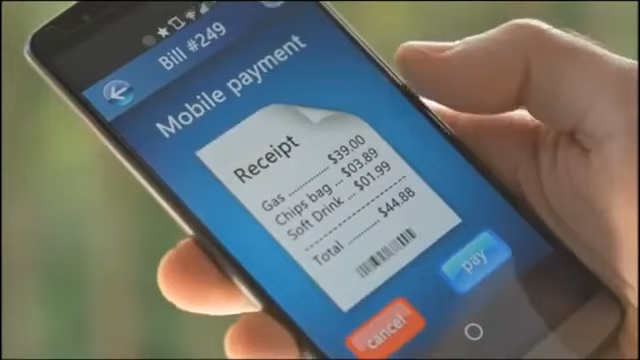 Bill #249
Mobile payment
Receipt
Gas ........... $39.00
Chips bag ... $03.89
Soft Drink ... $01.99
Total .......... $44.88
cancel
pay